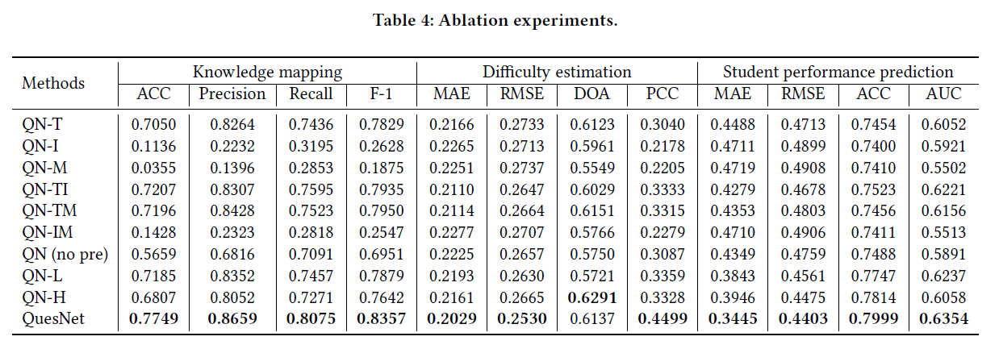 Table 4: Ablation experiments.
Methods Knowledge mapping Difficulty estimation Student performance prediction
ACC Precision Recall F-1 MAE RMSE DOA PCC MAE RMSE ACC AUC
QN-T 0.7050 0.8264 0.7436 0.7829 0.2166 0.2733 0.6123 0.3040 0.4488 0.4713 0.7454 0.6052
QN-I 0.1136 0.2232 0.3195 0.2628 0.2265 0.2713 0.5961 0.2178 0.4711 0.4899 0.7400 0.5921
QN-M 0.0355 0.1396 0.2853 0.1875 0.2251 0.2737 0.5549 0.2205 0.4719 0.4908 0.7410 0.5502
QN-TI 0.7207 0.8307 0.7595 0.7935 0.2110 0.2647 0.6029 0.3333 0.4279 0.4678 0.7523 0.6221
QN-TM 0.7196 0.8428 0.7523 0.7950 0.2114 0.2664 0.6151 0.3315 0.4353 0.4803 0.7456 0.6156
QN-IM 0.1428 0.2323 0.2818 0.2547 0.2277 0.2707 0.5766 0.2279 0.4710 0.4906 0.7411 0.5513
QN (no pre) 0.5659 0.6816 0.7091 0.6951 0.2225 0.2657 0.5750 0.3087 0.4349 0.4759 0.7488 0.5891
QN-L 0.7185 0.8352 0.7457 0.7879 0.2193 0.2630 0.5721 0.3359 0.3843 0.4561 0.7747 0.6237
QN-H 0.6807 0.8052 0.7271 0.7642 0.2161 0.2665 0.6291 0.3328 0.3946 0.4475 0.7814 0.6058
QuesNet 0.7749 0.8659 0.8075 0.8357 0.2029 0.2530 0.6137 0.4499 0.3445 0.4403 0.7999 0.6354